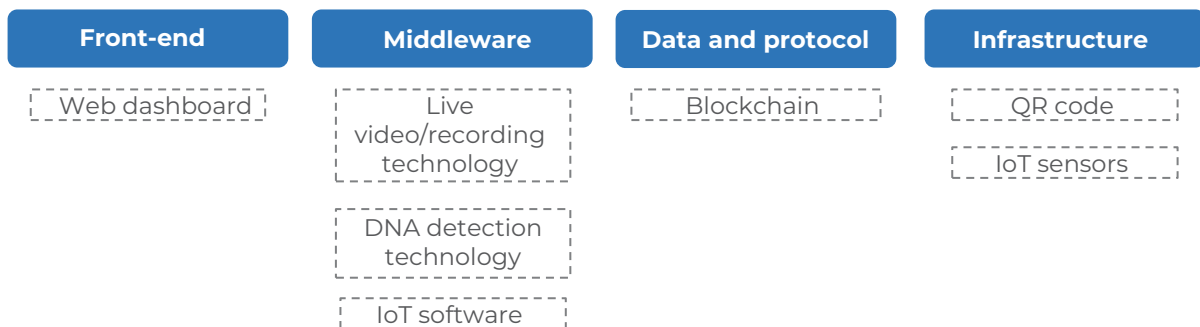 Front-end
Web dashboard
Middleware
Live
video/recording
technology
DNA detection
technology
IoT software
Data and protocol
Blockchain
Infrastructure
QR code
IoT sensors